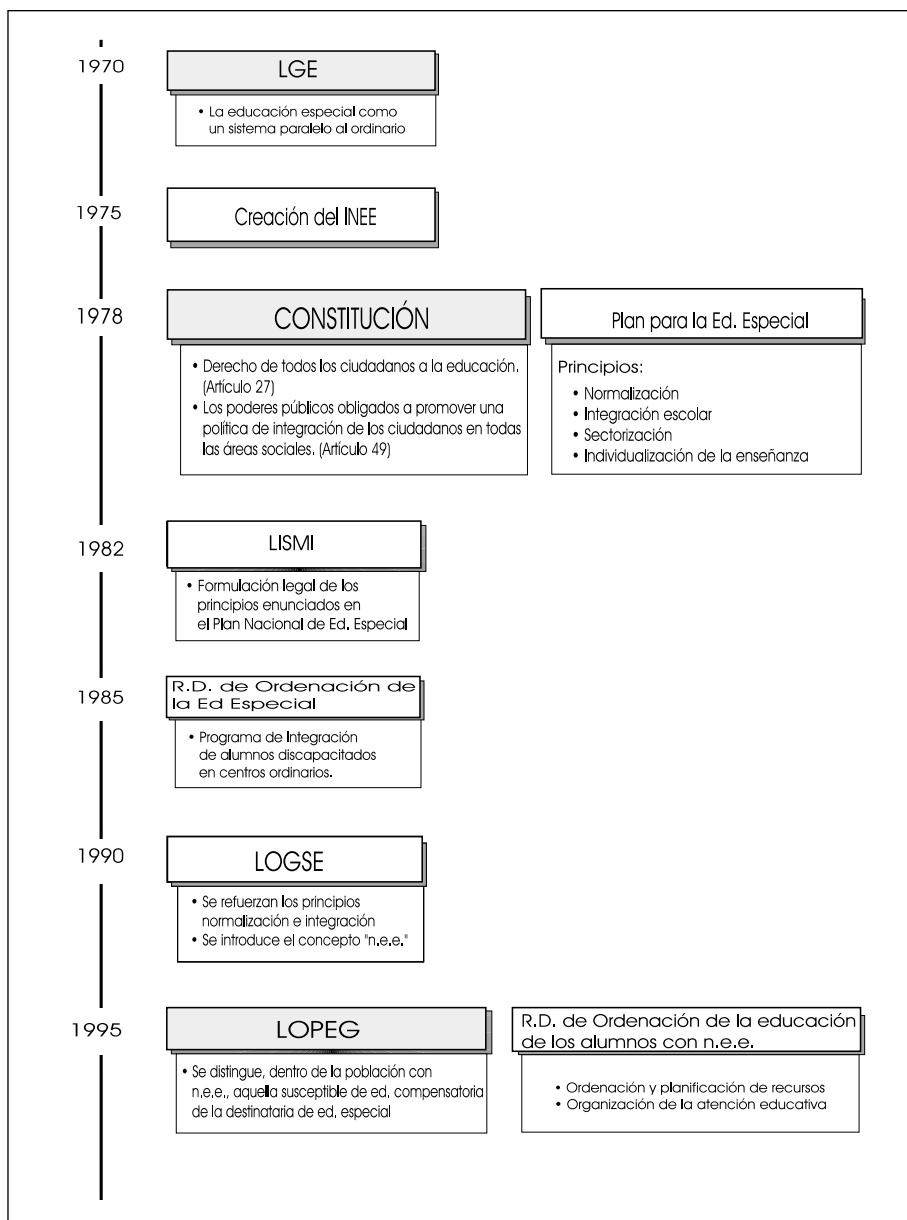 1970
LGE
• La educación especial como
un sistema paralelo al ordinario
1975
Creación del INEE
1978
CONSTITUCIÓN
• Derecho de todos los ciudadanos a la educación.
(Artículo 27)
• Los poderes públicos obligados a promover una
política de integración de los ciudadanos en todas
las áreas sociales. (Artículo 49)
Plan para la Ed. Especial
Principios:
• Normalización
• Integración escolar
• Sectorización
• Individualización de la enseñanza
1982
LISMI
• Formulación legal de los
principios enunciados en
el Plan Nacional de Ed. Especial
1985
R.D. de Ordenación de
la Ed Especial
• Programa de Integración
de alumnos discapacitados
en centros ordinarios.
1990
LOGSE
• Se refuerzan los principios
normalización e integración
• Se introduce el concepto "n.e.e."
1995
LOPEG
• Se distingue, dentro de la población con
n.e.e., aquella susceptible de ed. compensatoria
de la destinataria de ed. especial
R.D. de Ordenación de la educación
de los alumnos con n.e.e.
• Ordenación y planificación de recursos
• Organización de la atención educativa